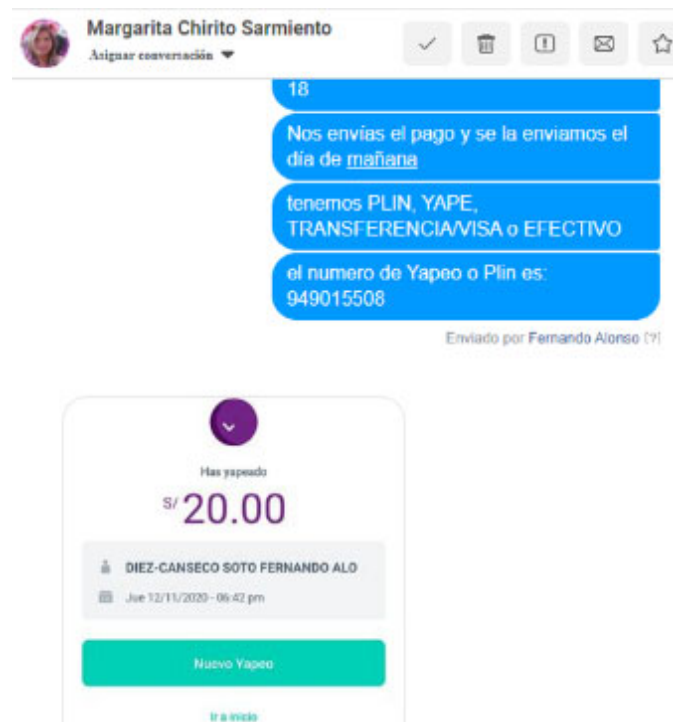 Margarita Chirito Sarmiento
Asignar conversación
18
Nos envías el pago y se la enviamos el
día de mañana
tenemos PLIN, YAPE,
TRANSFERENCIA/VISA o EFECTIVO
el numero de Yapeo o Plin es:
949015508
Enviado por Fernando Alonso [?]
Has yapeado
S/ 20.00
DIEZ-CANSECO SOTO FERNANDO ALO
Jue 12/11/2020 - 06:42 pm
Nuevo Yapeo
Ir a inicio